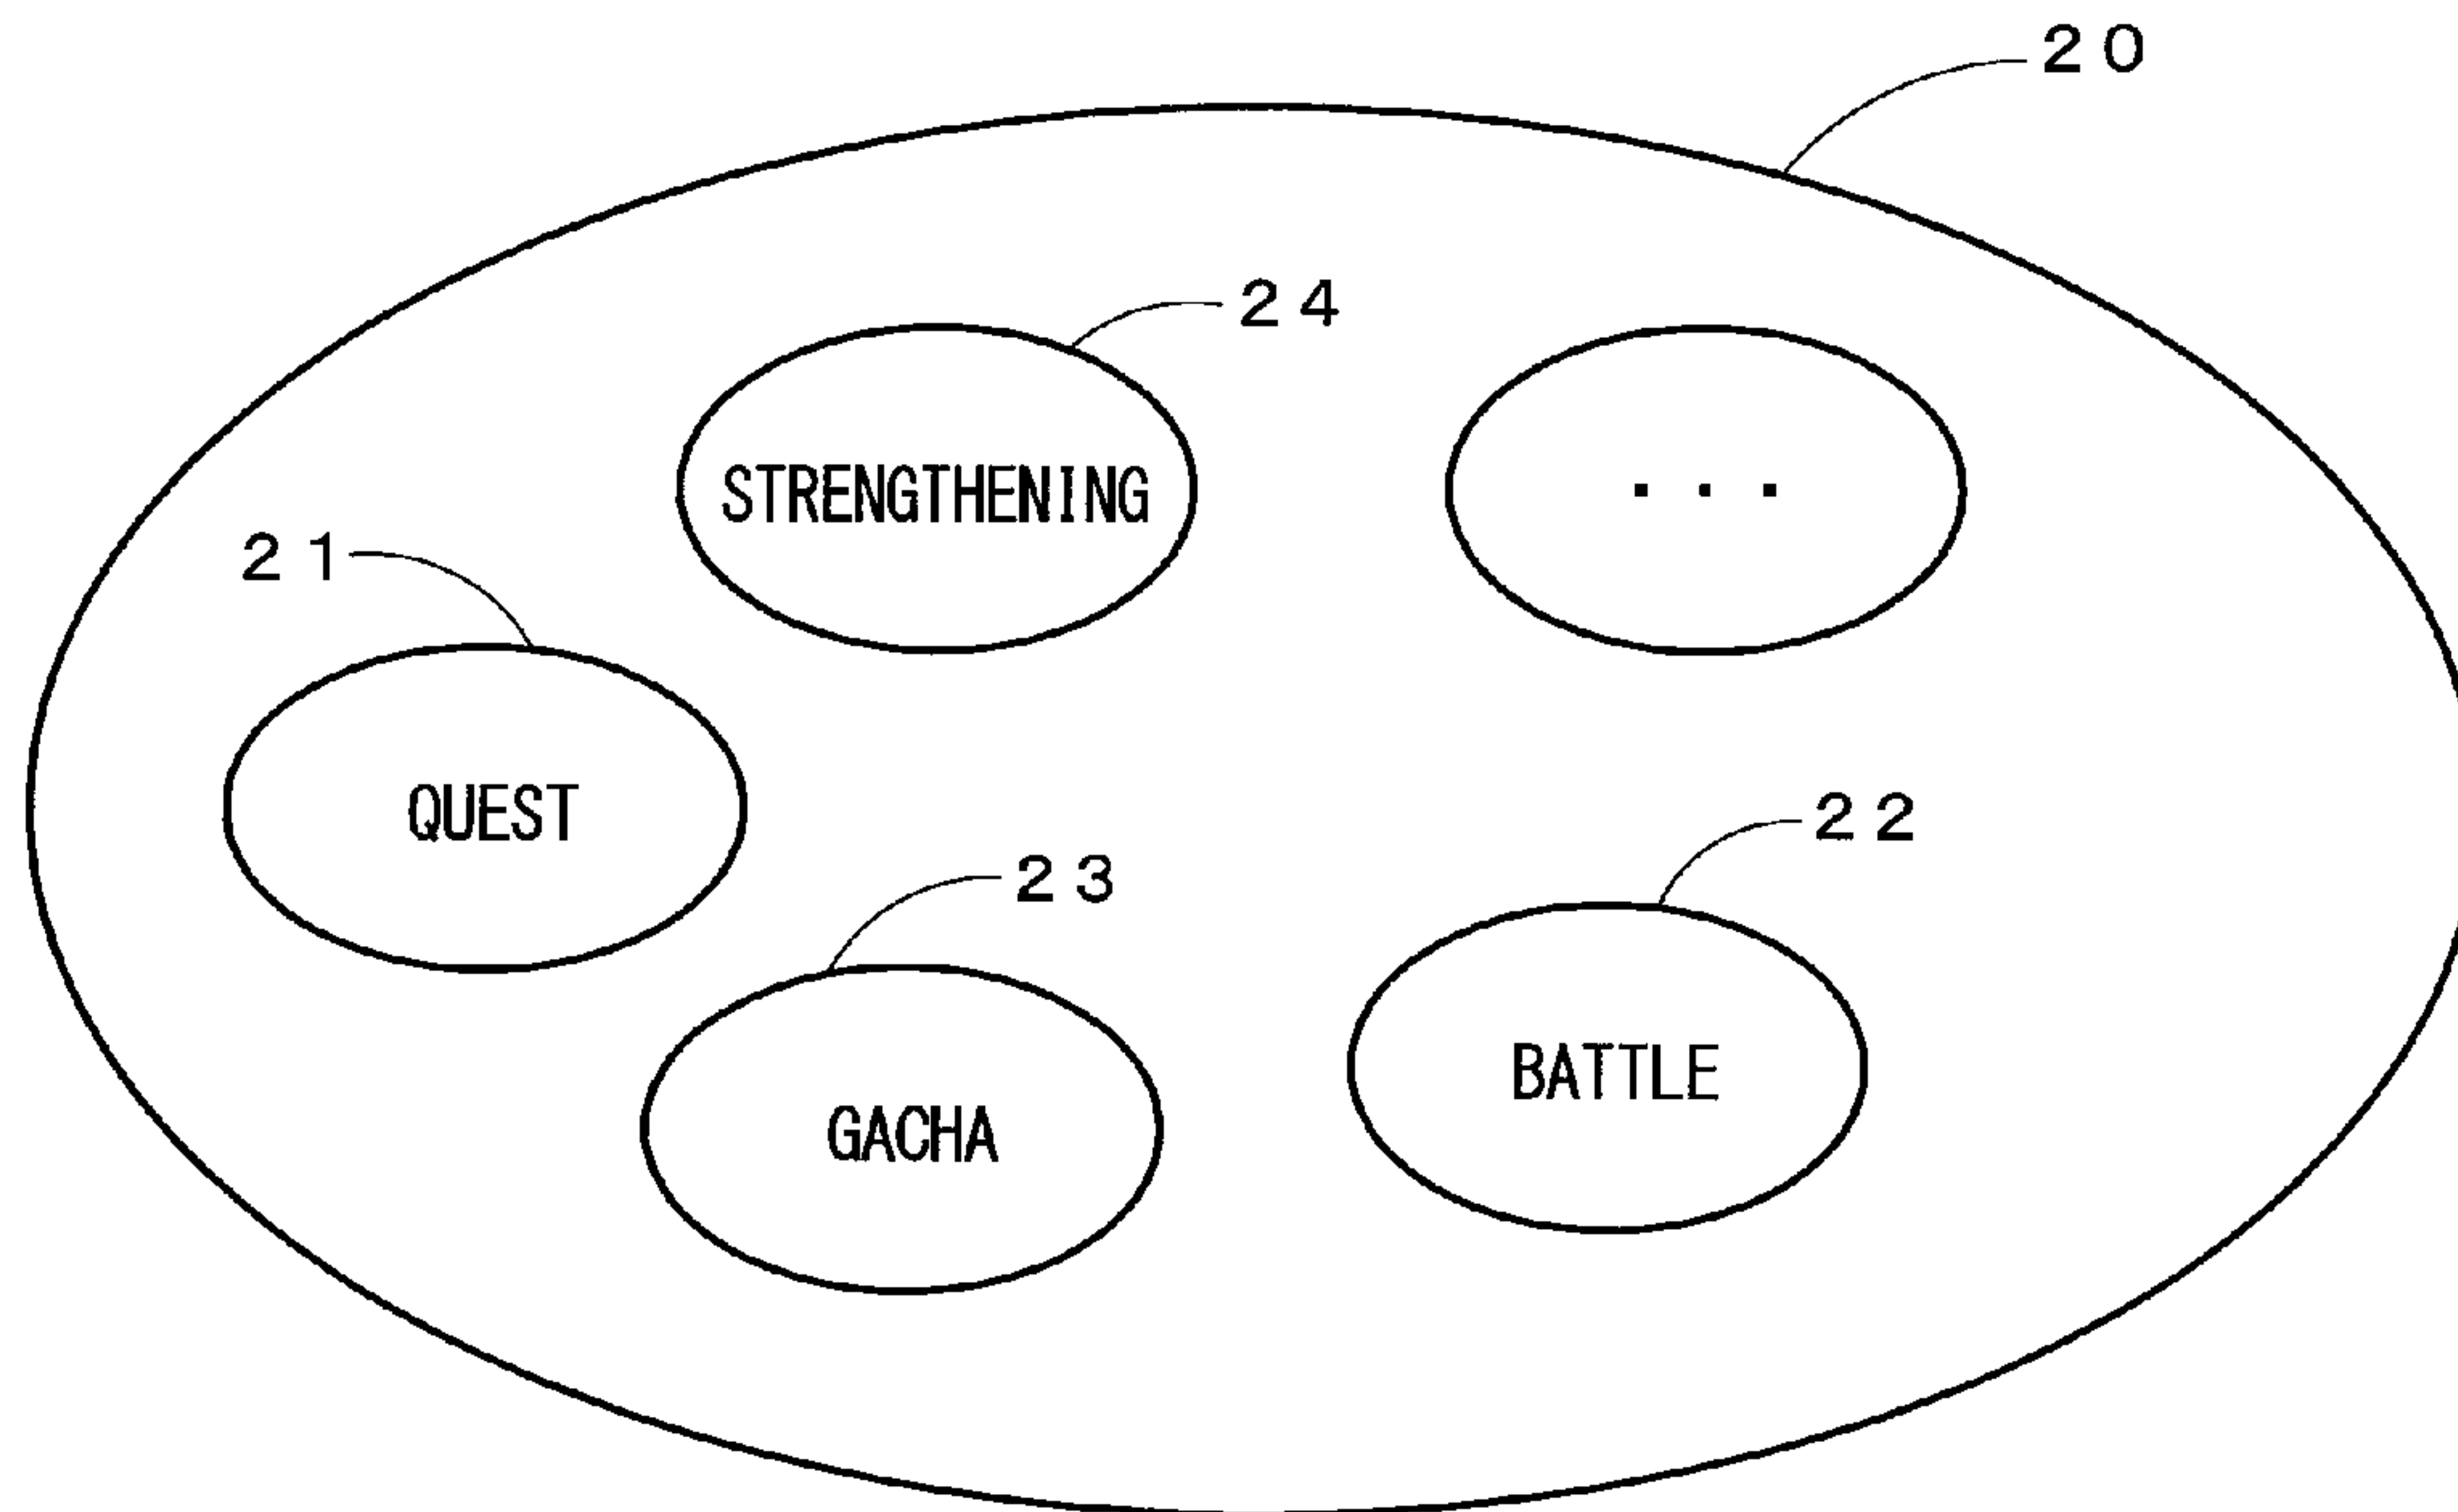 20
24
STRENGTHENING
...
21
QUEST
22
23
BATTLE
GACHA